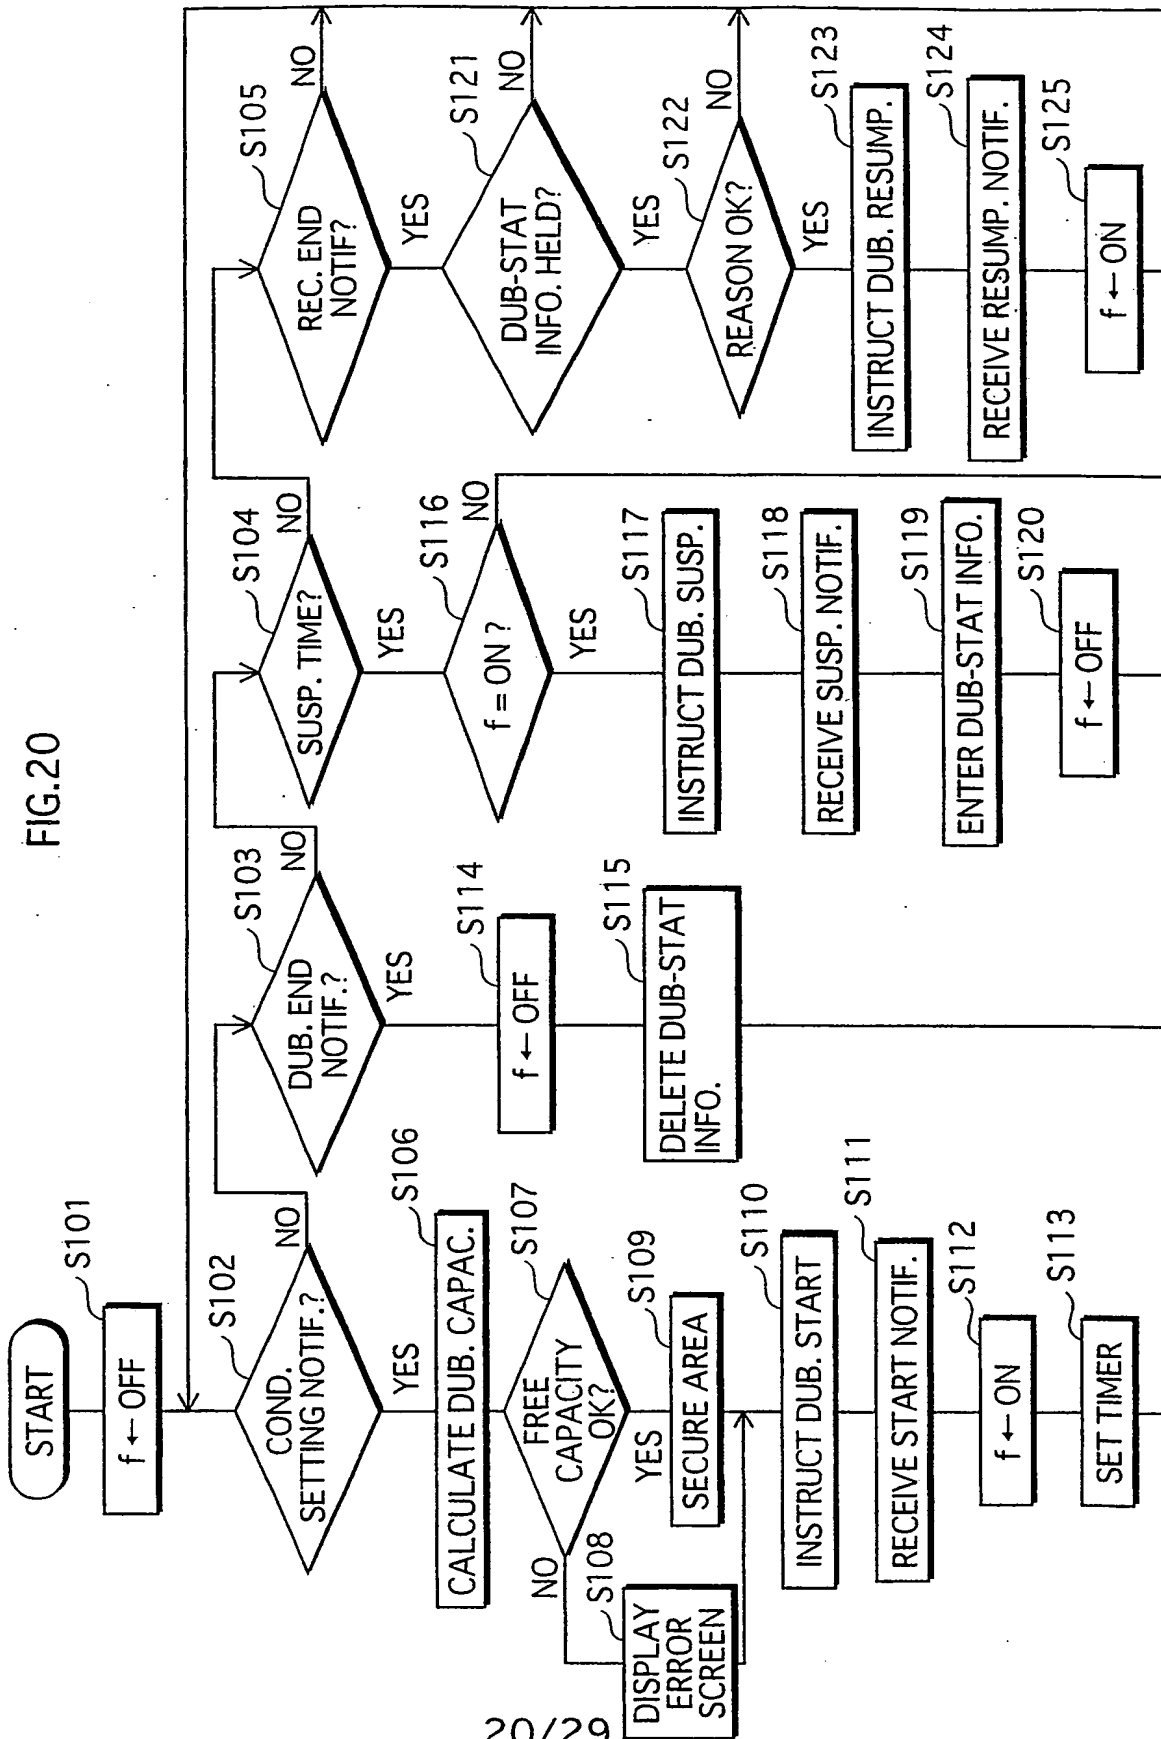 FIG.20
START
S101
f ← OFF
S102
COND.
SETTING NOTIF.?
NO
YES
S106
CALCULATE DUB. CAPAC.
S107
FREE
CAPACITY
OK?
NO
YES
S108
DISPLAY
ERROR
SCREEN
S109
SECURE AREA
S110
INSTRUCT DUB. START
S111
RECEIVE START NOTIF.
S112
f ← ON
S113
SET TIMER
S103
DUB. END
NOTIF.?
NO
YES
S114
f ← OFF
S115
DELETE DUB-STAT
INFO.
S104
SUSP. TIME?
NO
YES
S116
f = ON ?
NO
YES
S117
INSTRUCT DUB. SUSP.
S118
RECEIVE SUSP. NOTIF.
S119
ENTER DUB-STAT INFO.
S120
f ← OFF
S105
REC. END
NOTIF?
NO
YES
S121
DUB-STAT
INFO. HELD?
NO
YES
S122
REASON OK?
NO
YES
S123
INSTRUCT DUB. RESUMP.
S124
RECEIVE RESUMP. NOTIF.
S125
f ← ON
20/29